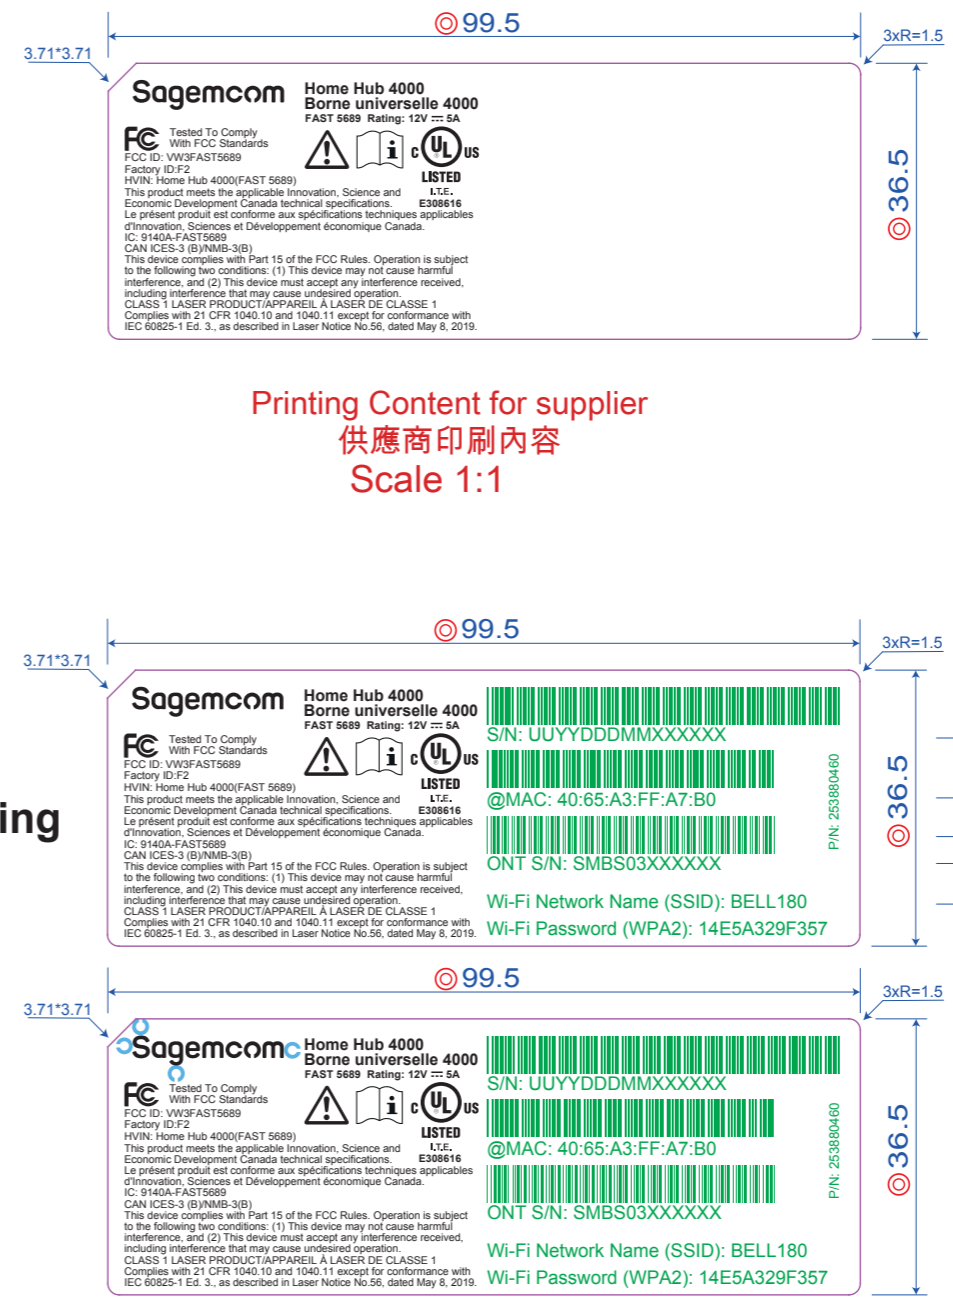 ◎99.5
3.71*3.71
3xR=1.5
Sagemcom
Home Hub 4000
Borne universelle 4000
FAST 5689 Rating: 12V ⎓ 5A
FC Tested To Comply
With FCC Standards
FCC ID: VW3FAST5689
Factory ID:F2
HVIN: Home Hub 4000(FAST 5689)
c UL US
LISTED
I.T.E.
E308616
This product meets the applicable Innovation, Science and
Economic Development Canada technical specifications.
Le présent produit est conforme aux spécifications techniques applicables
d'Innovation, Sciences et Développement économique Canada.
IC: 9140A-FAST5689
CAN ICES-3 (B)/NMB-3(B)
This device complies with Part 15 of the FCC Rules. Operation is subject
to the following two conditions: (1) This device may not cause harmful
interference, and (2) This device must accept any interference received,
including interference that may cause undesired operation.
CLASS 1 LASER PRODUCT/APPAREIL À LASER DE CLASSE 1
Complies with 21 CFR 1040.10 and 1040.11 except for conformance with
IEC 60825-1 Ed. 3., as described in Laser Notice No.56, dated May 8, 2019.
◎36.5
Printing Content for supplier
供應商印刷內容
Scale 1:1
◎99.5
3.71*3.71
3xR=1.5
Sagemcom
Home Hub 4000
Borne universelle 4000
FAST 5689 Rating: 12V ⎓ 5A
FC Tested To Comply
With FCC Standards
FCC ID: VW3FAST5689
Factory ID:F2
HVIN: Home Hub 4000(FAST 5689)
c UL US
LISTED
I.T.E.
E308616
This product meets the applicable Innovation, Science and
Economic Development Canada technical specifications.
Le présent produit est conforme aux spécifications techniques applicables
d'Innovation, Sciences et Développement économique Canada.
IC: 9140A-FAST5689
CAN ICES-3 (B)/NMB-3(B)
This device complies with Part 15 of the FCC Rules. Operation is subject
to the following two conditions: (1) This device may not cause harmful
interference, and (2) This device must accept any interference received,
including interference that may cause undesired operation.
CLASS 1 LASER PRODUCT/APPAREIL À LASER DE CLASSE 1
Complies with 21 CFR 1040.10 and 1040.11 except for conformance with
IEC 60825-1 Ed. 3., as described in Laser Notice No.56, dated May 8, 2019.
S/N: UUYYDDDMMXXXXXX
@MAC: 40:65:A3:FF:A7:B0
ONT S/N: SMBS03XXXXXX
Wi-Fi Network Name (SSID): BELL180
Wi-Fi Password (WPA2): 14E5A329F357
P/N: 253880460
◎36.5
ing
◎99.5
3.71*3.71
3xR=1.5
Sagemcom
Home Hub 4000
Borne universelle 4000
FAST 5689 Rating: 12V ⎓ 5A
FC Tested To Comply
With FCC Standards
FCC ID: VW3FAST5689
Factory ID:F2
HVIN: Home Hub 4000(FAST 5689)
c UL US
LISTED
I.T.E.
E308616
This product meets the applicable Innovation, Science and
Economic Development Canada technical specifications.
Le présent produit est conforme aux spécifications techniques applicables
d'Innovation, Sciences et Développement économique Canada.
IC: 9140A-FAST5689
CAN ICES-3 (B)/NMB-3(B)
This device complies with Part 15 of the FCC Rules. Operation is subject
to the following two conditions: (1) This device may not cause harmful
interference, and (2) This device must accept any interference received,
including interference that may cause undesired operation.
CLASS 1 LASER PRODUCT/APPAREIL À LASER DE CLASSE 1
Complies with 21 CFR 1040.10 and 1040.11 except for conformance with
IEC 60825-1 Ed. 3., as described in Laser Notice No.56, dated May 8, 2019.
S/N: UUYYDDDMMXXXXXX
@MAC: 40:65:A3:FF:A7:B0
ONT S/N: SMBS03XXXXXX
Wi-Fi Network Name (SSID): BELL180
Wi-Fi Password (WPA2): 14E5A329F357
P/N: 253880460
◎36.5